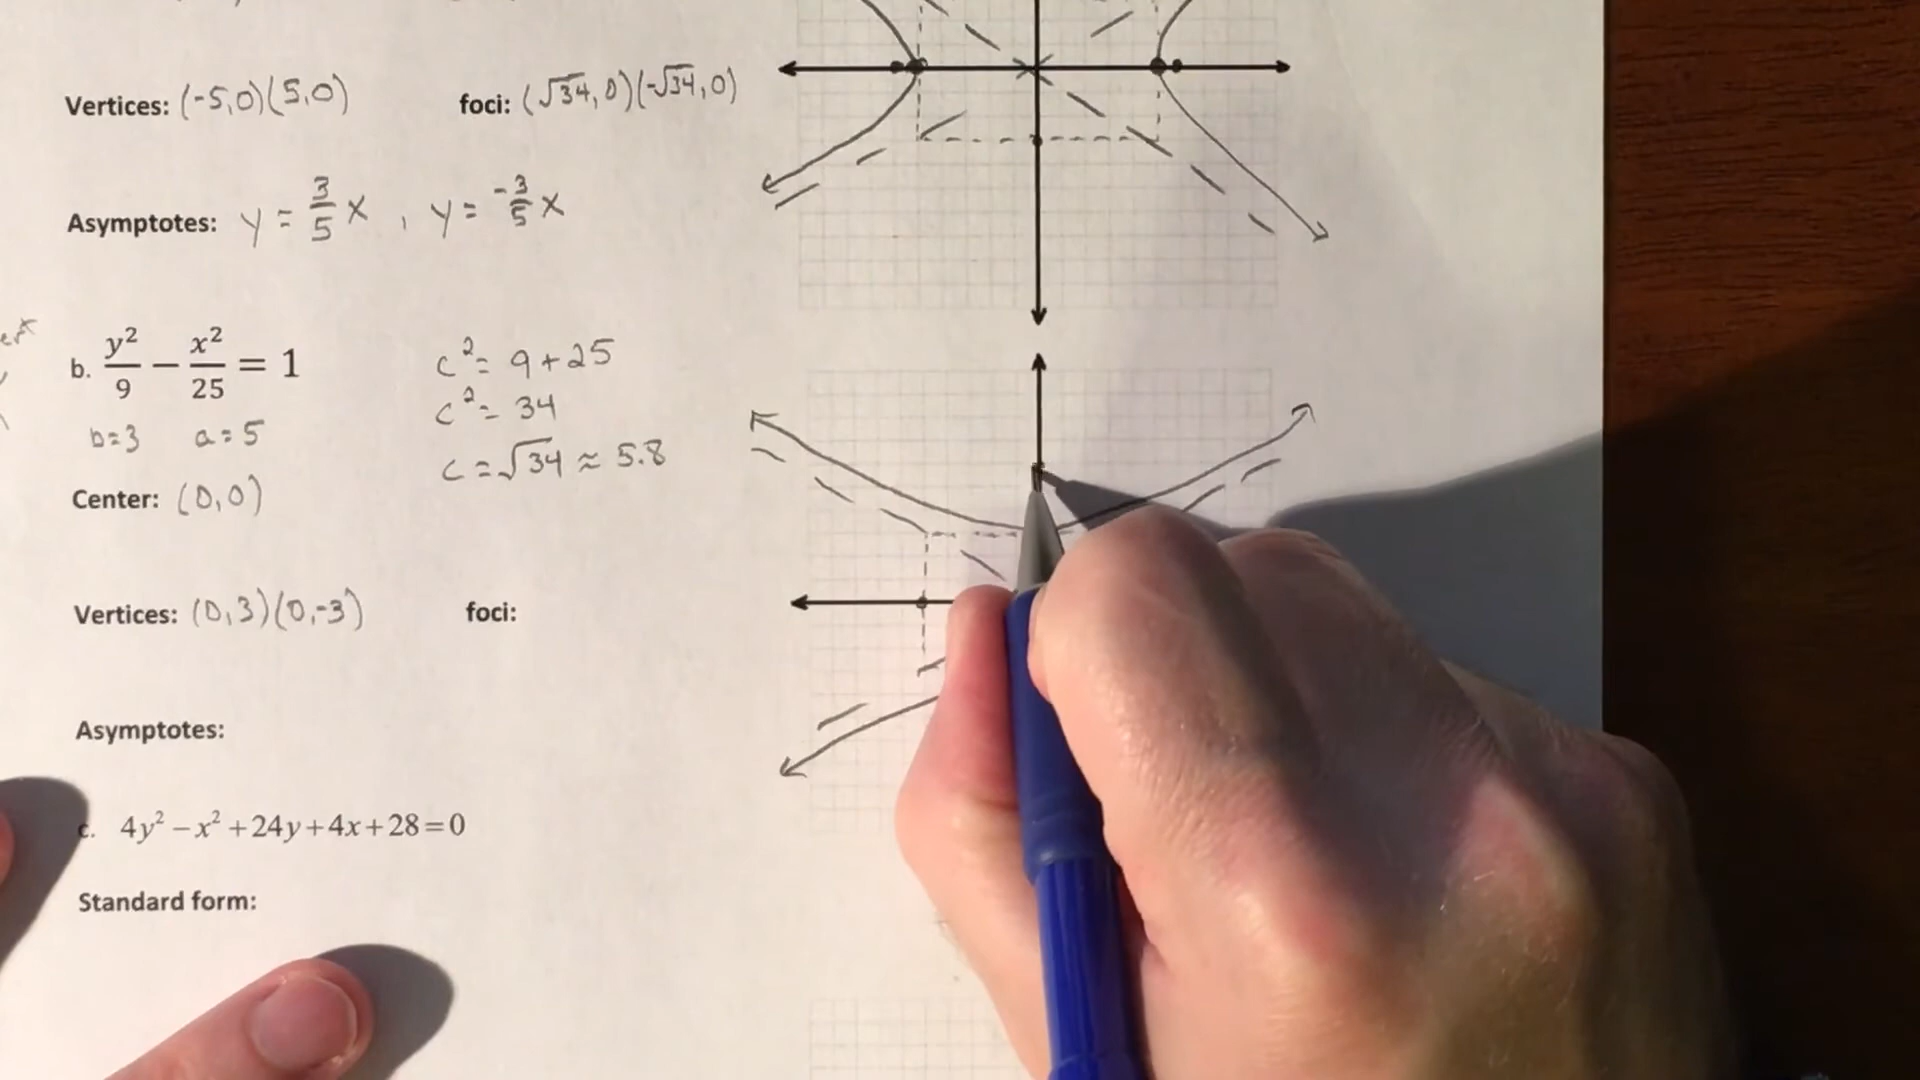 Vertices: (-5,0)(5,0) foci: (√34,0)(-√34,0)
Asymptotes: y = 3/5 x , y = -3/5 x
b. y²/9 − x²/25 = 1 c² = 9+25
c² = 34
b=3 a=5
c = √34 ≈ 5.8
Center: (0,0)
Vertices: (0,3)(0,-3) foci:
Asymptotes:
c. 4y² − x² + 24y + 4x + 28 = 0
Standard form: